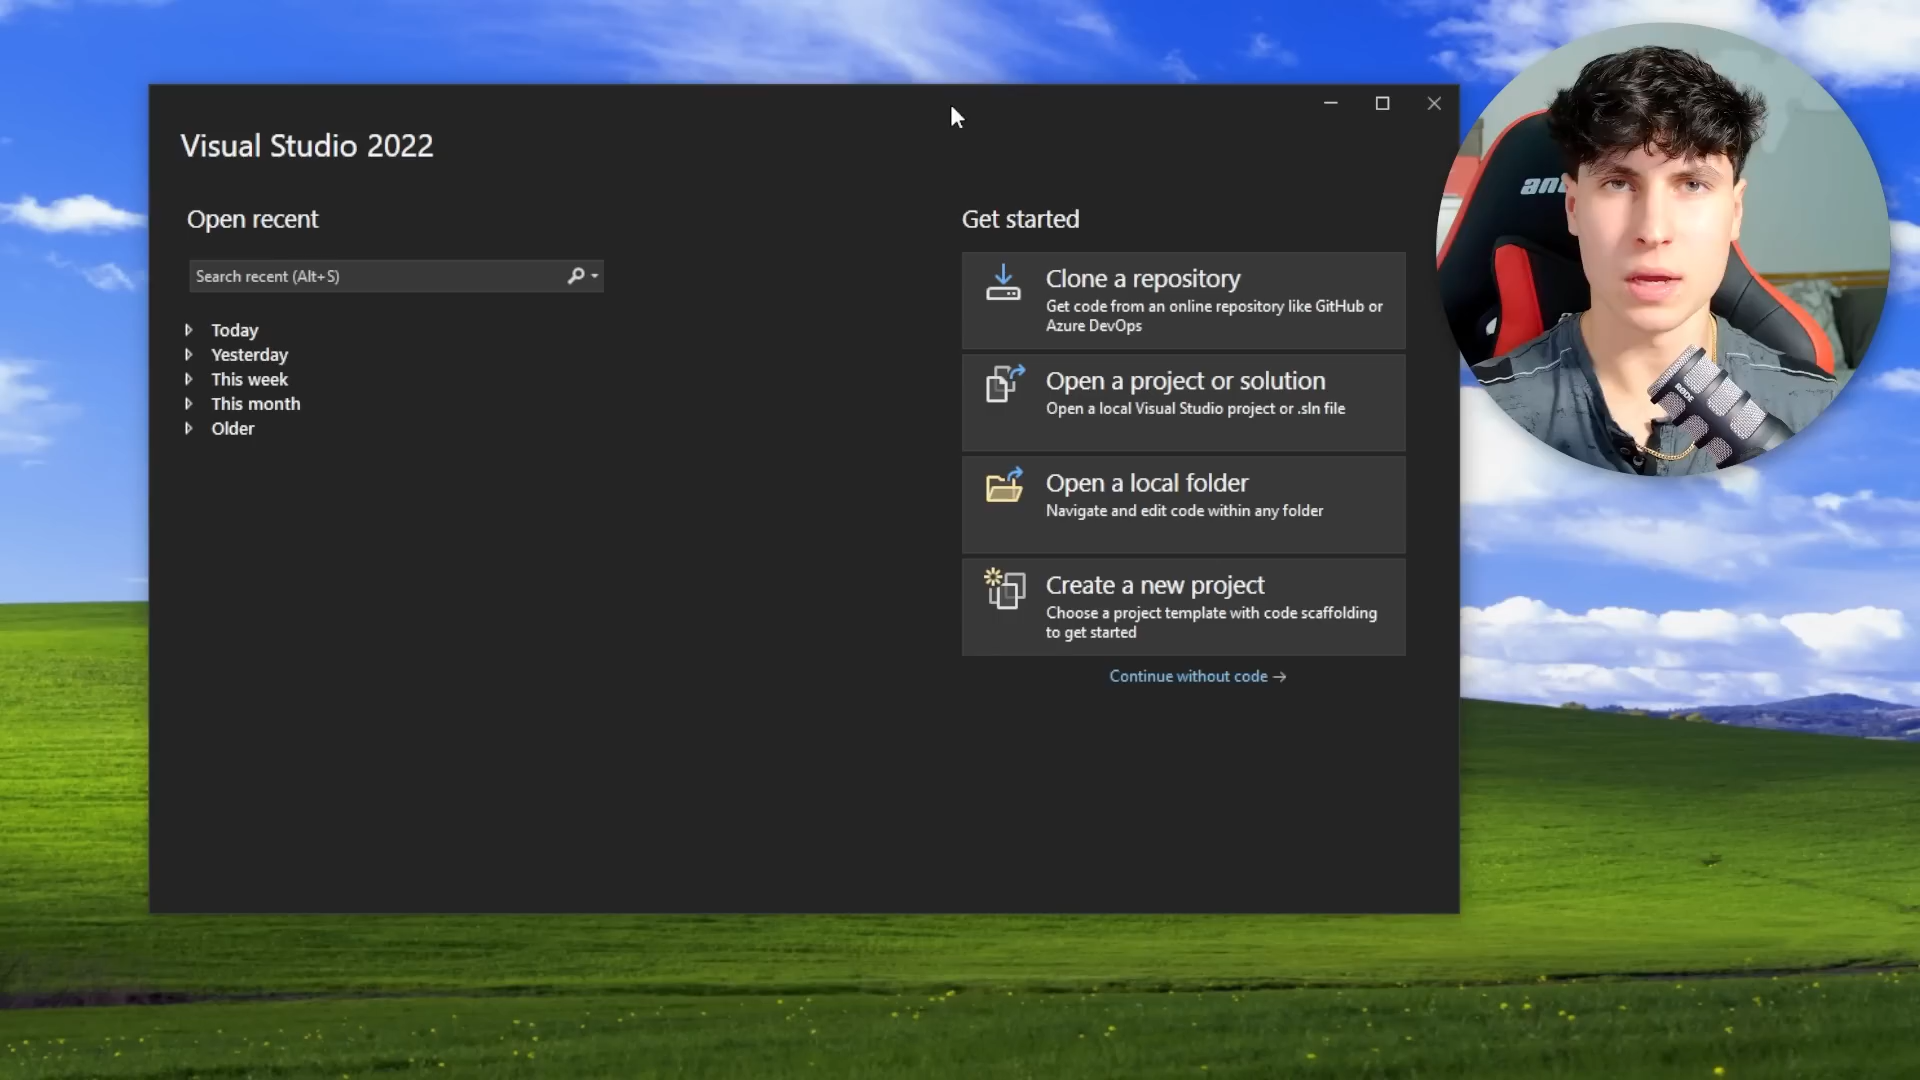 Visual Studio 2022
Open recent
Search recent (Alt+S)
Today
Yesterday
This week
This month
Older
Get started
Clone a repository
Get code from an online repository like GitHub or
Azure DevOps
Open a project or solution
Open a local Visual Studio project or .sln file
Open a local folder
Navigate and edit code within any folder
Create a new project
Choose a project template with code scaffolding
to get started
Continue without code →
RØDE